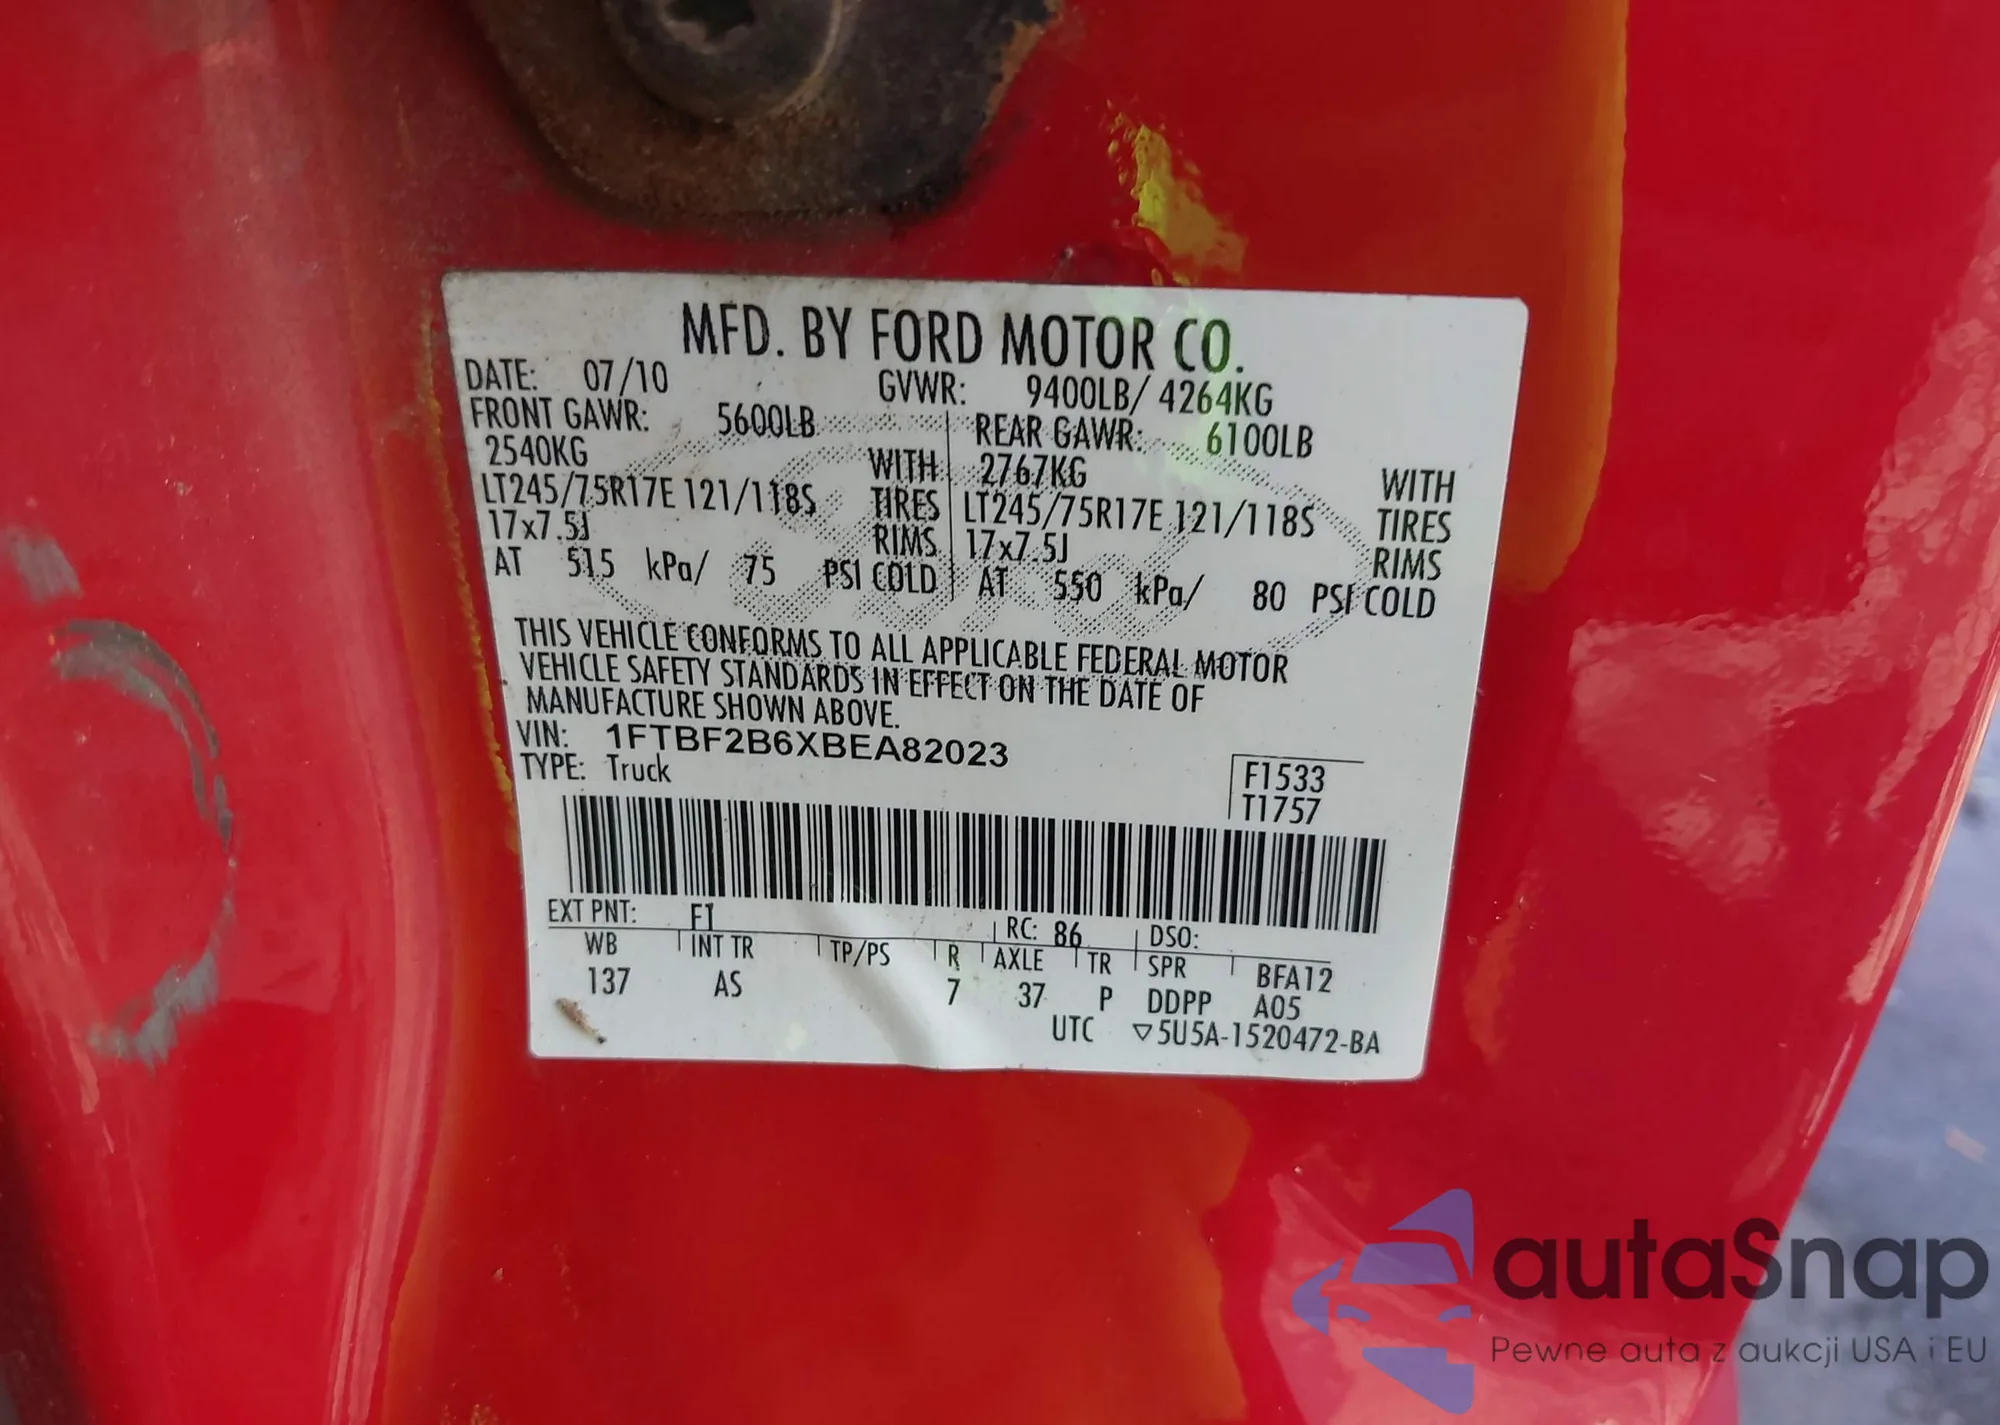 MFD. BY FORD MOTOR CO.
DATE: 07/10 GVWR: 9400LB/ 4264KG
FRONT GAWR: 5600LB REAR GAWR: 6100LB
2540KG WITH 2767KG WITH
LT245/75R17E 121/118S TIRES LT245/75R17E 121/118S TIRES
17x7.5J RIMS 17x7.5J RIMS
AT 515 kPa/ 75 PSI COLD AT 550 kPa/ 80 PSI COLD
THIS VEHICLE CONFORMS TO ALL APPLICABLE FEDERAL MOTOR
VEHICLE SAFETY STANDARDS IN EFFECT ON THE DATE OF
MANUFACTURE SHOWN ABOVE.
VIN: 1FTBF2B6XBEA82023
TYPE: Truck
F1533
T1757
EXT PNT: F1 RC: 86 DSO:
WB INT TR TP/PS R AXLE TR SPR BFA12
137 AS 7 37 P DDPP A05
UTC ▽5U5A-1520472-BA
autaSnap
Pewne auta z aukcji USA i EU